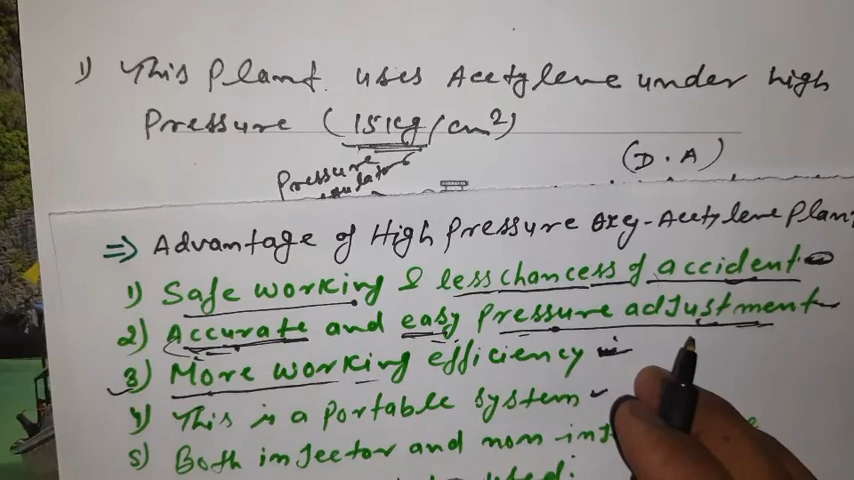 1) This Plant uses Acetylene under high
Pressure (15kg/cm²)
Pressure
(D.A)
⇒ Advantage of High Pressure Oxy-Acetylene Plant
1) Safe working & less chancess of accident
2) Accurate and easy Pressure adjustment
3) More working efficiency
4) This is a portable system
5) Both injector and non-
used.